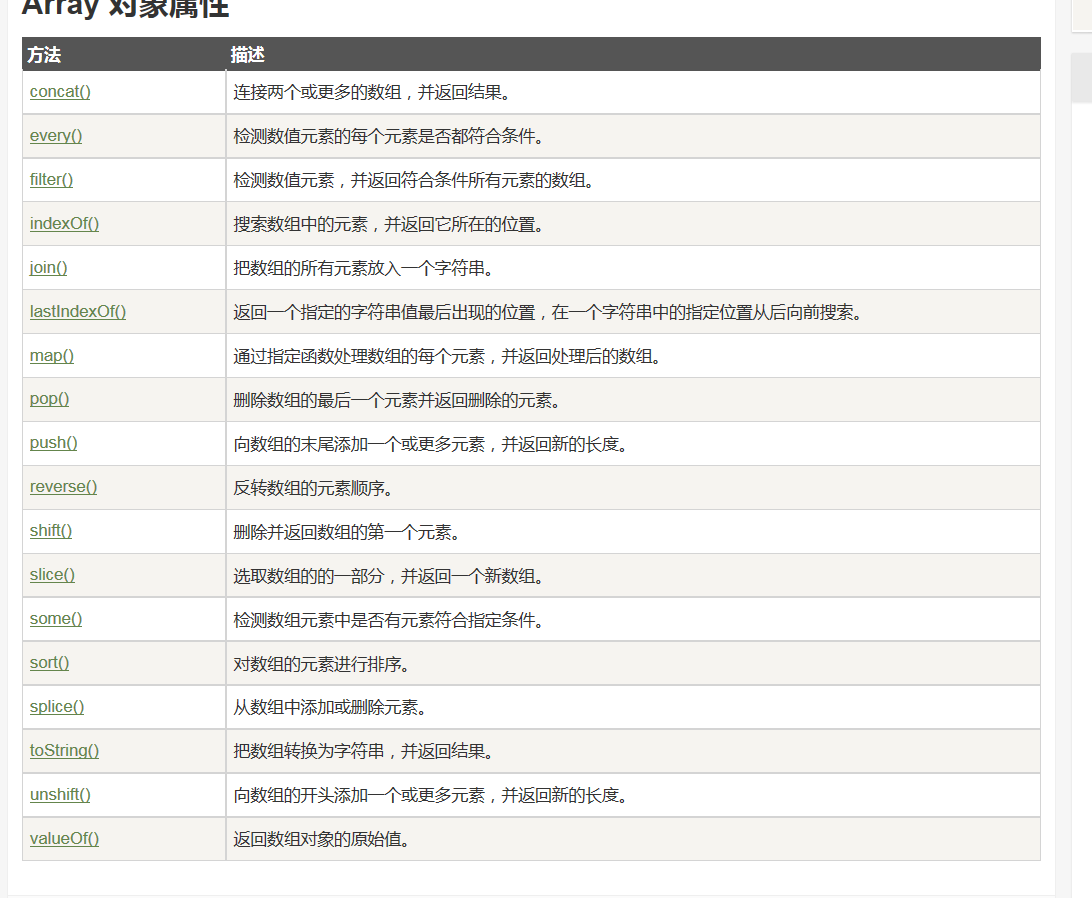 Array 对象属性
方法 描述
concat() 连接两个或更多的数组，并返回结果。
every() 检测数值元素的每个元素是否都符合条件。
filter() 检测数值元素，并返回符合条件所有元素的数组。
indexOf() 搜索数组中的元素，并返回它所在的位置。
join() 把数组的所有元素放入一个字符串。
lastIndexOf() 返回一个指定的字符串值最后出现的位置，在一个字符串中的指定位置从后向前搜索。
map() 通过指定函数处理数组的每个元素，并返回处理后的数组。
pop() 删除数组的最后一个元素并返回删除的元素。
push() 向数组的末尾添加一个或更多元素，并返回新的长度。
reverse() 反转数组的元素顺序。
shift() 删除并返回数组的第一个元素。
slice() 选取数组的的一部分，并返回一个新数组。
some() 检测数组元素中是否有元素符合指定条件。
sort() 对数组的元素进行排序。
splice() 从数组中添加或删除元素。
toString() 把数组转换为字符串，并返回结果。
unshift() 向数组的开头添加一个或更多元素，并返回新的长度。
valueOf() 返回数组对象的原始值。